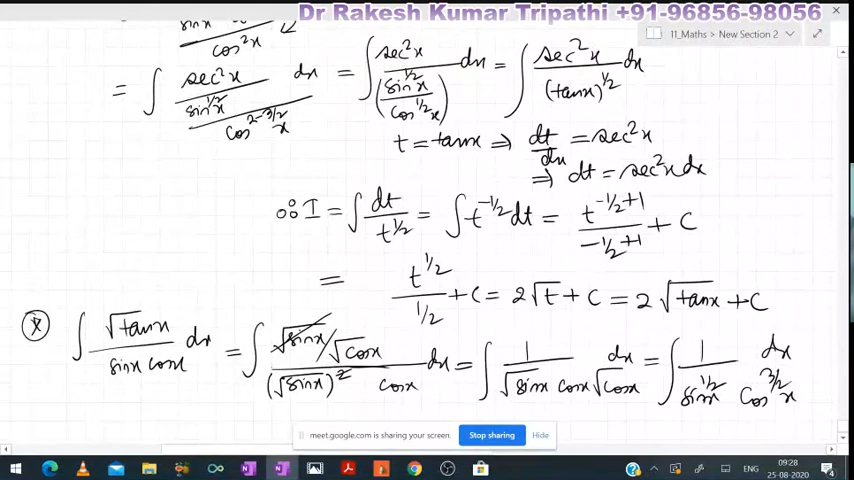 Dr Rakesh Kumar Tripathi +91-96856-98056
11_Maths > New Section 2
cos²x
= ∫ sec²x / (sin^{1/2}x / cos^{2-3/2}x) dx = ∫ sec²x / (sin^{1/2}x / cos^{1/2}x) dx = ∫ sec²x / (tanx)^{1/2} dx
t = tanx ⇒ dt/dx = sec²x
⇒ dt = sec²x dx
∴ I = ∫ dt / t^{1/2} = ∫ t^{-1/2} dt = t^{-1/2+1} / (-1/2+1) + C
= t^{1/2} / (1/2) + C = 2√t + C = 2√tanx + C
* ∫ √tanx / (sinx cosx) dx = ∫ (√sinx/√cosx) / ((√sinx)² cosx) dx = ∫ 1 / (√sinx cosx √cosx) dx = ∫ 1 / (sin^{1/2}x cos^{3/2}x) dx
meet.google.com is sharing your screen.
Stop sharing
Hide
ENG
09:28
25-08-2020
4